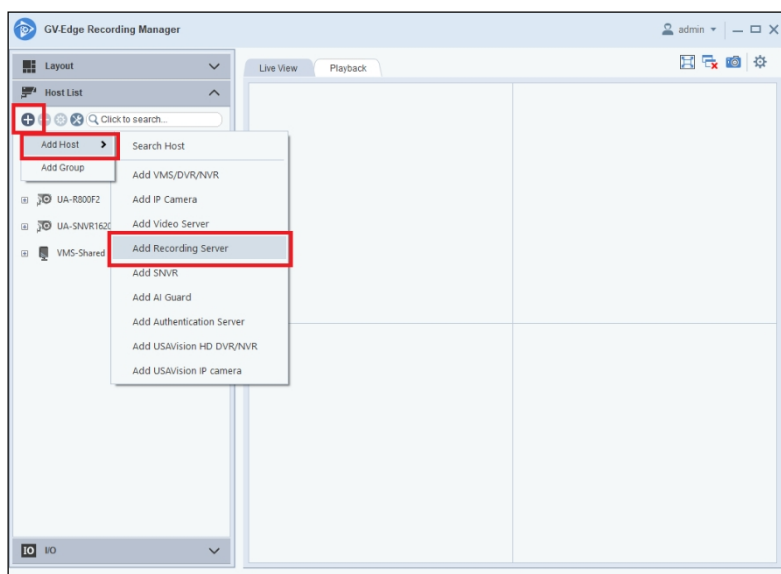 GV-Edge Recording Manager
admin
Layout
Live View
Playback
Host List
Click to search...
Add Host
Search Host
Add Group
Add VMS/DVR/NVR
UA-R800F2
Add IP Camera
UA-SNVR1620
Add Video Server
VMS-Shared
Add Recording Server
Add SNVR
Add AI Guard
Add Authentication Server
Add USAVision HD DVR/NVR
Add USAVision IP camera
IO
I/O